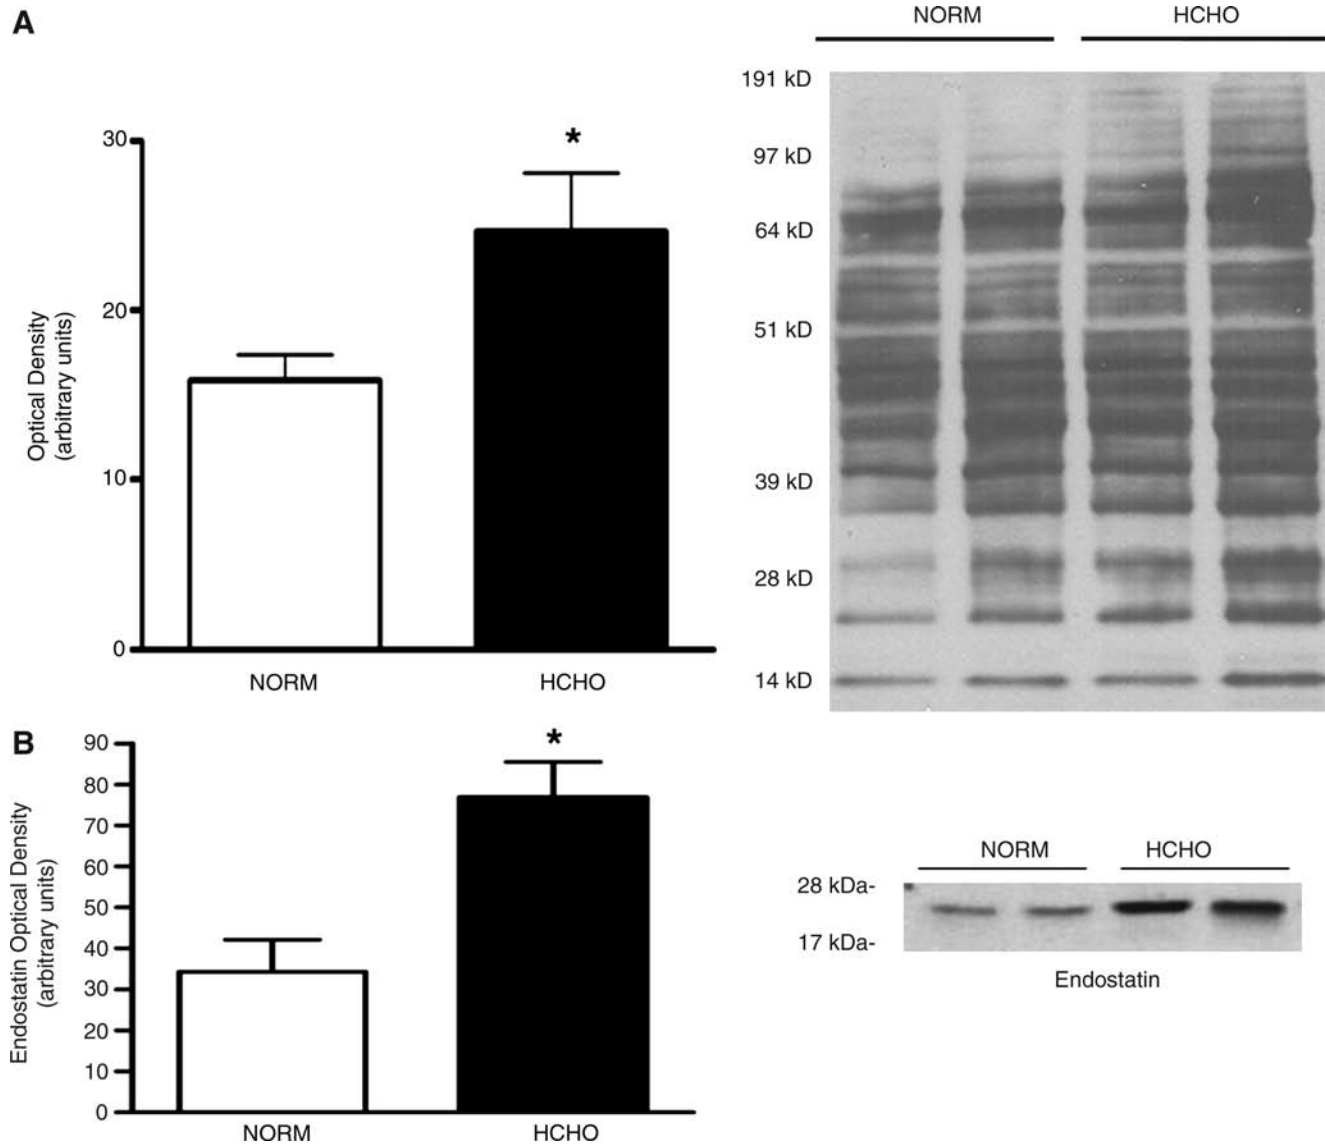 A
NORM HCHO
191 kD
97 kD
64 kD
51 kD
39 kD
28 kD
14 kD
30
20
10
0
Optical Density
(arbitrary units)
*
NORM HCHO
B
90
80
70
60
50
40
30
20
10
0
Endostatin Optical Density
(arbitrary units)
*
NORM HCHO
NORM HCHO
28 kDa-
17 kDa-
Endostatin